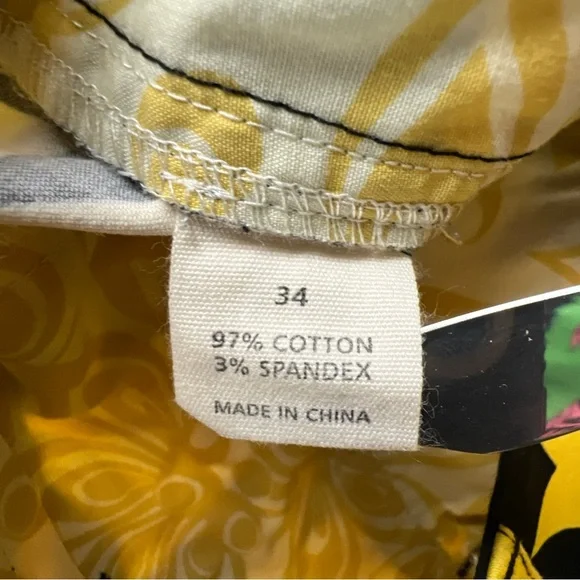 34
97% COTTON
3% SPANDEX
MADE IN CHINA